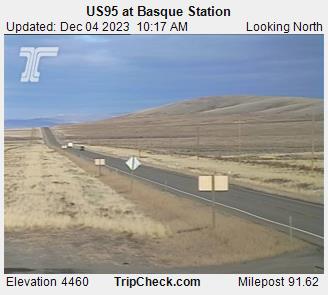 US95 at Basque Station
Updated: Dec 04 2023 10:17 AM Looking North
Elevation 4460 TripCheck.com Milepost 91.62